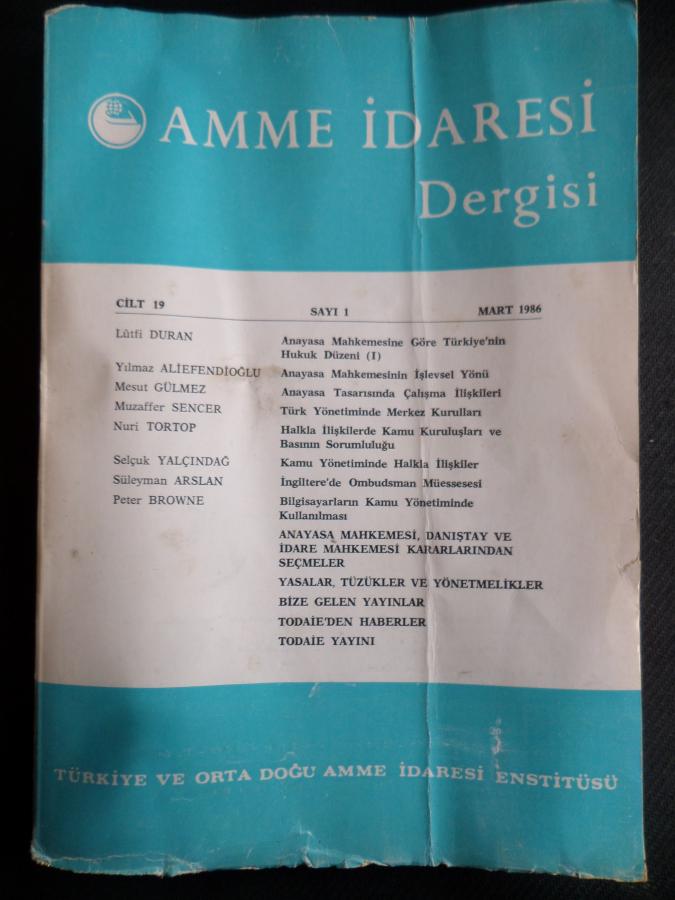 AMME İDARESİ
Dergisi
CİLT 19 SAYI 1 MART 1986
Lûtfi DURAN Anayasa Mahkemesine Göre Türkiye'nin
Hukuk Düzeni (I)
Yılmaz ALİEFENDİOĞLU Anayasa Mahkemesinin İşlevsel Yönü
Mesut GÜLMEZ Anayasa Tasarısında Çalışma İlişkileri
Muzaffer SENCER Türk Yönetiminde Merkez Kurulları
Nuri TORTOP Halkla İlişkilerde Kamu Kuruluşları ve
Basının Sorumluluğu
Selçuk YALÇINDAĞ Kamu Yönetiminde Halkla İlişkiler
Süleyman ARSLAN İngiltere'de Ombudsman Müessesesi
Peter BROWNE Bilgisayarların Kamu Yönetiminde
Kullanılması
ANAYASA MAHKEMESİ, DANIŞTAY VE
İDARE MAHKEMESİ KARARLARINDAN
SEÇMELER
YASALAR, TÜZÜKLER VE YÖNETMELİKLER
BİZE GELEN YAYINLAR
TODAİE'DEN HABERLER
TODAİE YAYINI
TÜRKİYE VE ORTA DOĞU AMME İDARESİ ENSTİTÜSÜ